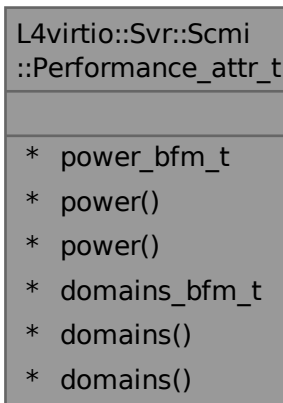 L4virtio::Svr::Scmi
::Performance_attr_t
* power_bfm_t
* power()
* power()
* domains_bfm_t
* domains()
* domains()